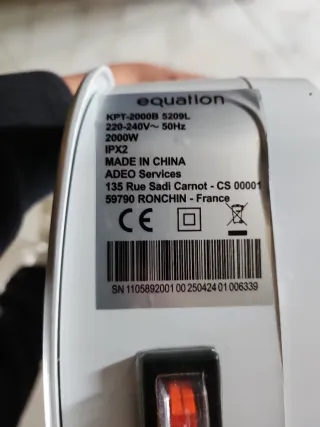 equation
KPT-2000B 5209L
220-240V~ 50Hz
2000W
IPX2
MADE IN CHINA
ADEO Services
135 Rue Sadi Carnot - CS 00001
59790 RONCHIN - France
CE
SN 1105892001 00 250424 01 006339